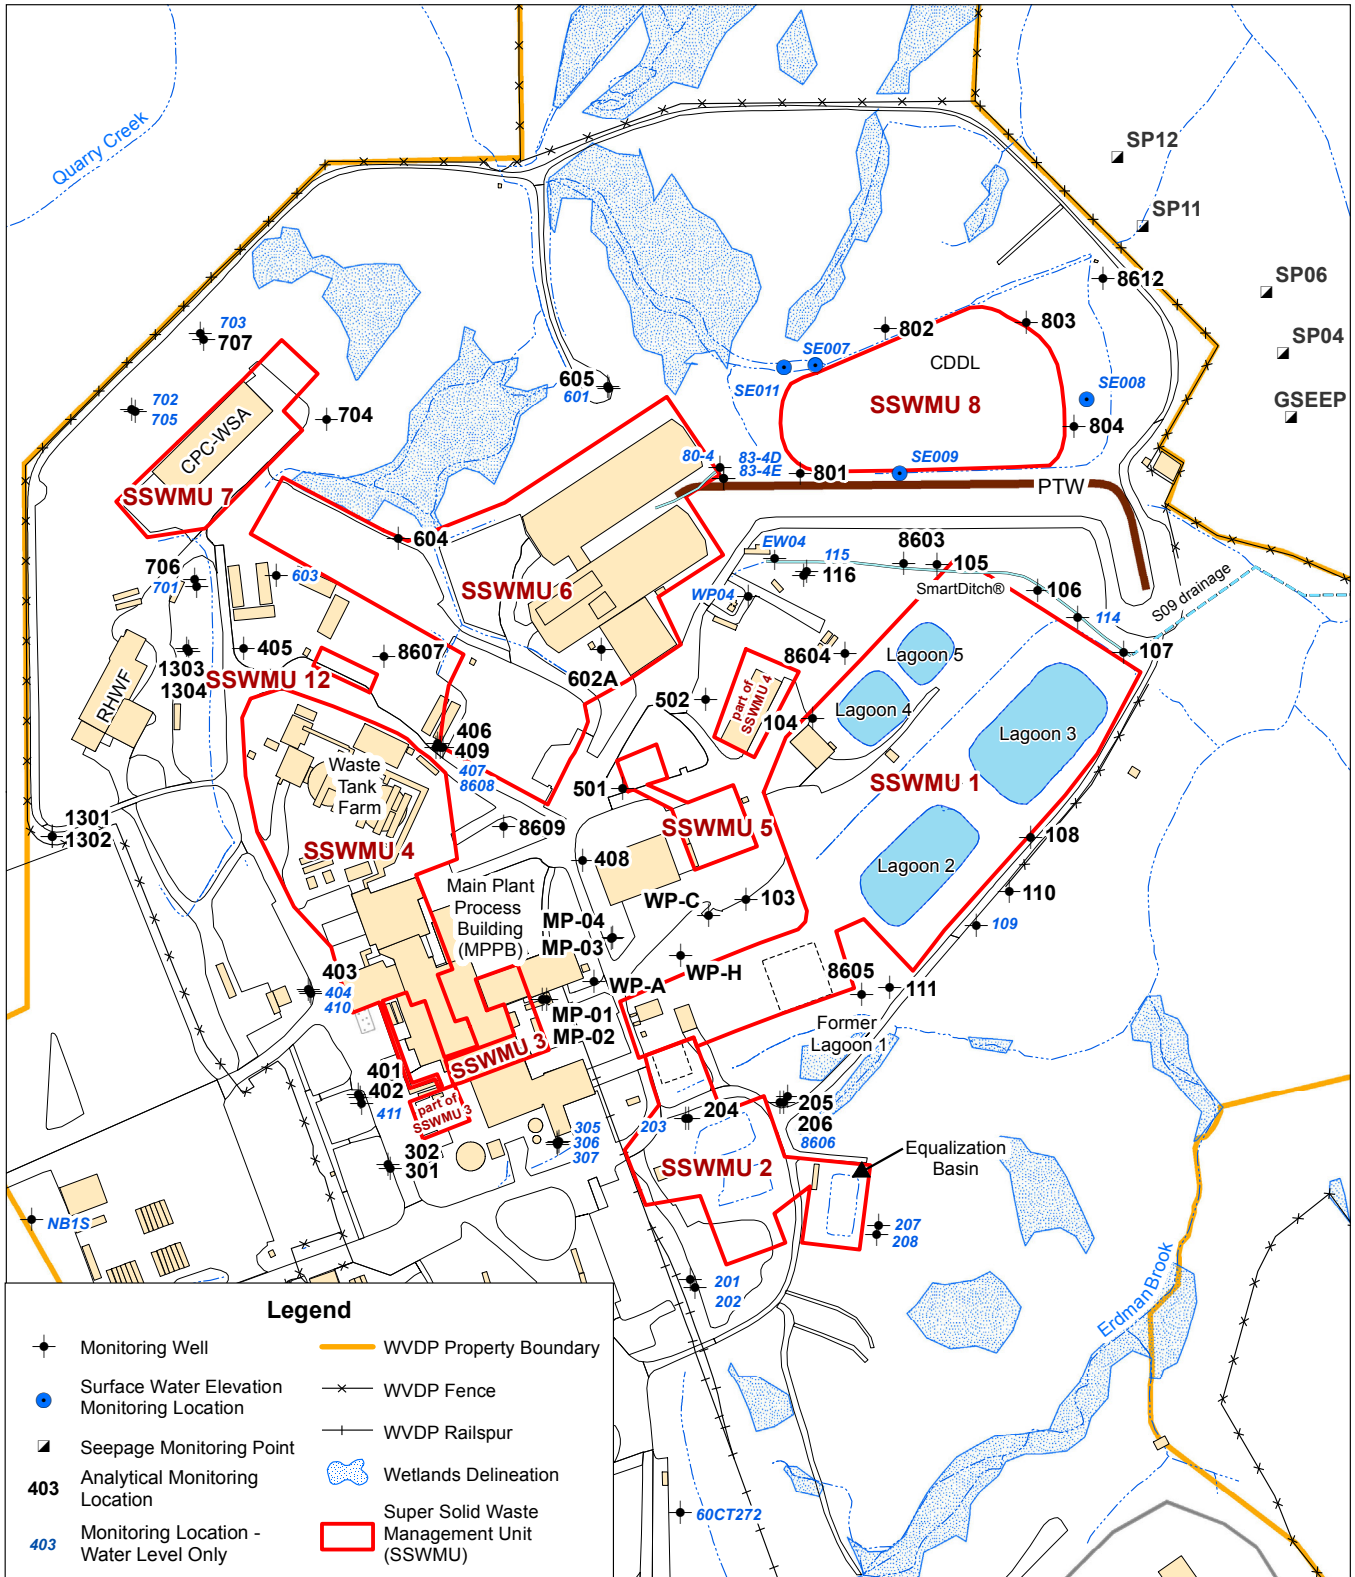 Quarry Creek
SP12
SP11
SP06
SP04
GSEEP
8612
703
707
802
803
CDDL
SE007
SE011
SSWMU 8
SE008
605
601
702
705
704
804
CPC-WSA
80-4
83-4D
83-4E
SE009
801
SSWMU 7
PTW
604
EW04
115
8603
105
706
701
603
SSWMU 6
116
SmartDitch®
106
S09 drainage
WP04
114
405
8607
8604
Lagoon 5
107
1303
1304
SSWMU 12
602A
RHWF
502
part of
SSWMU 4
104
Lagoon 4
Lagoon 3
406
409
407
8608
Waste
Tank
Farm
501
SSWMU 1
1301
1302
8609
SSWMU 5
108
SSWMU 4
408
Lagoon 2
Main Plant
Process
Building
(MPPB)
110
WP-C
103
MP-04
MP-03
109
WP-H
403
404
410
WP-A
8605
111
MP-01
MP-02
Former
Lagoon 1
SSWMU 3
401
402
411
part of
SSWMU 3
203
204
205
206
8606
305
306
307
302
301
SSWMU 2
Equalization
Basin
NB1S
207
208
201
202
Erdman Brook
60CT272
Legend
Monitoring Well
Surface Water Elevation
Monitoring Location
Seepage Monitoring Point
403
Analytical Monitoring
Location
403
Monitoring Location -
Water Level Only
WVDP Property Boundary
WVDP Fence
WVDP Railspur
Wetlands Delineation
Super Solid Waste
Management Unit
(SSWMU)